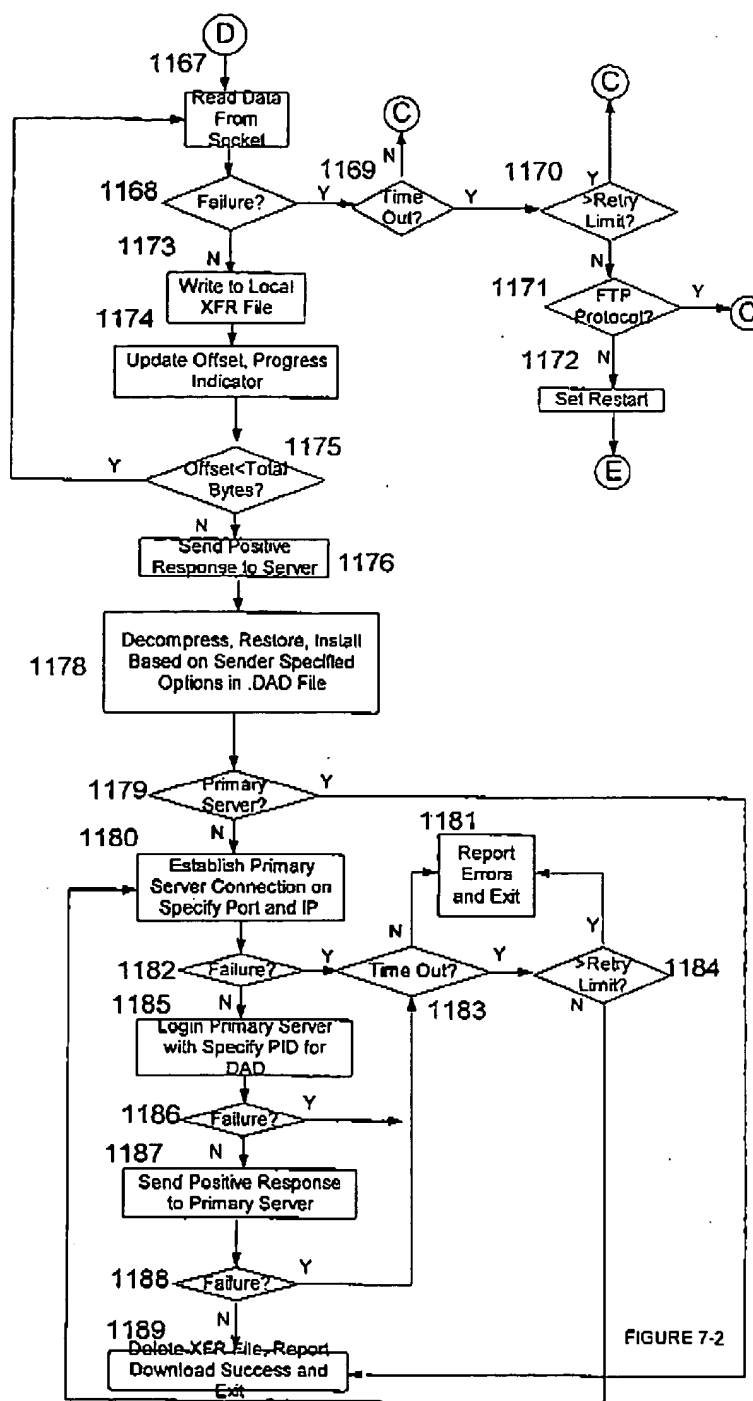 D
1167
Read Data
From
Socket
C
C
N
1169
1170
Y
1168
Failure?
Y
Time
Out?
Y
>Retry
Limit?
1173
N
N
Write to Local
XFR File
1171
FTP
Protocol?
Y
C
1174
1172
N
Update Offset, Progress
Indicator
Set Restart
1175
E
Y
Offset<Total
Bytes?
N
Send Positive
Response to Server
1176
1178
Decompress, Restore, Install
Based on Sender Specified
Options in .DAD File
1179
Primary
Server?
Y
N
1180
1181
Establish Primary
Server Connection on
Specify Port and IP
Report
Errors
and Exit
N
Y
1182
Failure?
Y
Time Out?
Y
>Retry
Limit?
1184
N
N
1185
1183
Login Primary Server
with Specify PID for
DAD
1186
Failure?
Y
N
1187
Send Positive Response
to Primary Server
1188
Failure?
Y
N
1189
Delete XFR File, Report
Download Success and
Exit
FIGURE 7-2